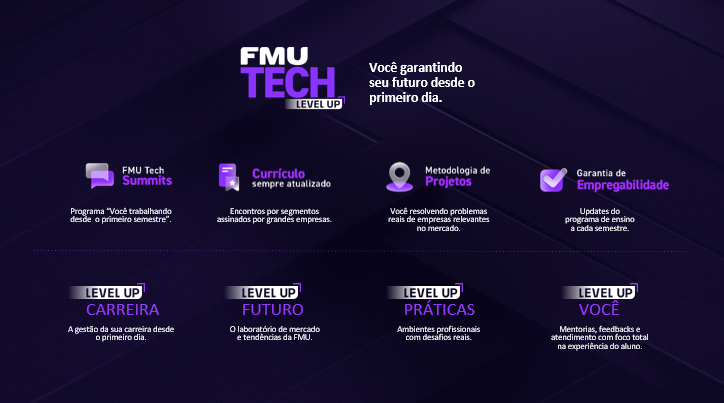 FMU
TECH
LEVEL UP
Você garantindo
seu futuro desde o
primeiro dia.
FMU Tech
Summits
Programa “Você trabalhando
desde o primeiro semestre”.
Currículo
sempre atualizado
Encontros por segmentos
assinados por grandes empresas.
Metodologia de
Projetos
Você resolvendo problemas
reais de empresas relevantes
no mercado.
Garantia de
Empregabilidade
Updates do
programa de ensino
a cada semestre.
LEVEL UP
CARREIRA
A gestão da sua carreira desde
o primeiro dia.
LEVEL UP
FUTURO
O laboratório de mercado
e tendências da FMU.
LEVEL UP
PRÁTICAS
Ambientes profissionais
com desafios reais.
LEVEL UP
VOCÊ
Mentorias, feedbacks e
atendimento com foco total
na experiência do aluno.